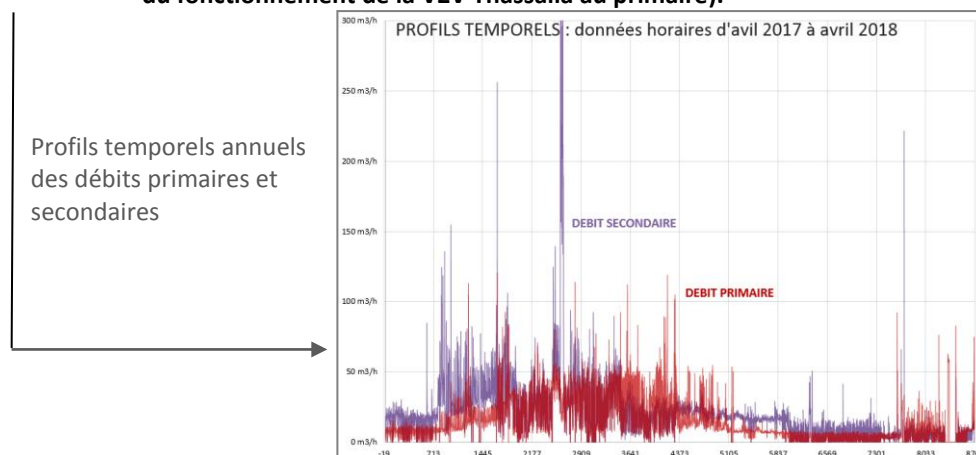 du fonctionnement de la V2V Thassalia au primaire).
Profils temporels annuels
des débits primaires et
secondaires
PROFILS TEMPORELS : données horaires d'avil 2017 à avril 2018
300 m3/h
250 m3/h
200 m3/h
150 m3/h
100 m3/h
50 m3/h
0 m3/h
DEBIT SECONDAIRE
DEBIT PRIMAIRE
-19 713 1445 2177 2909 3641 4373 5105 5837 6569 7301 8033